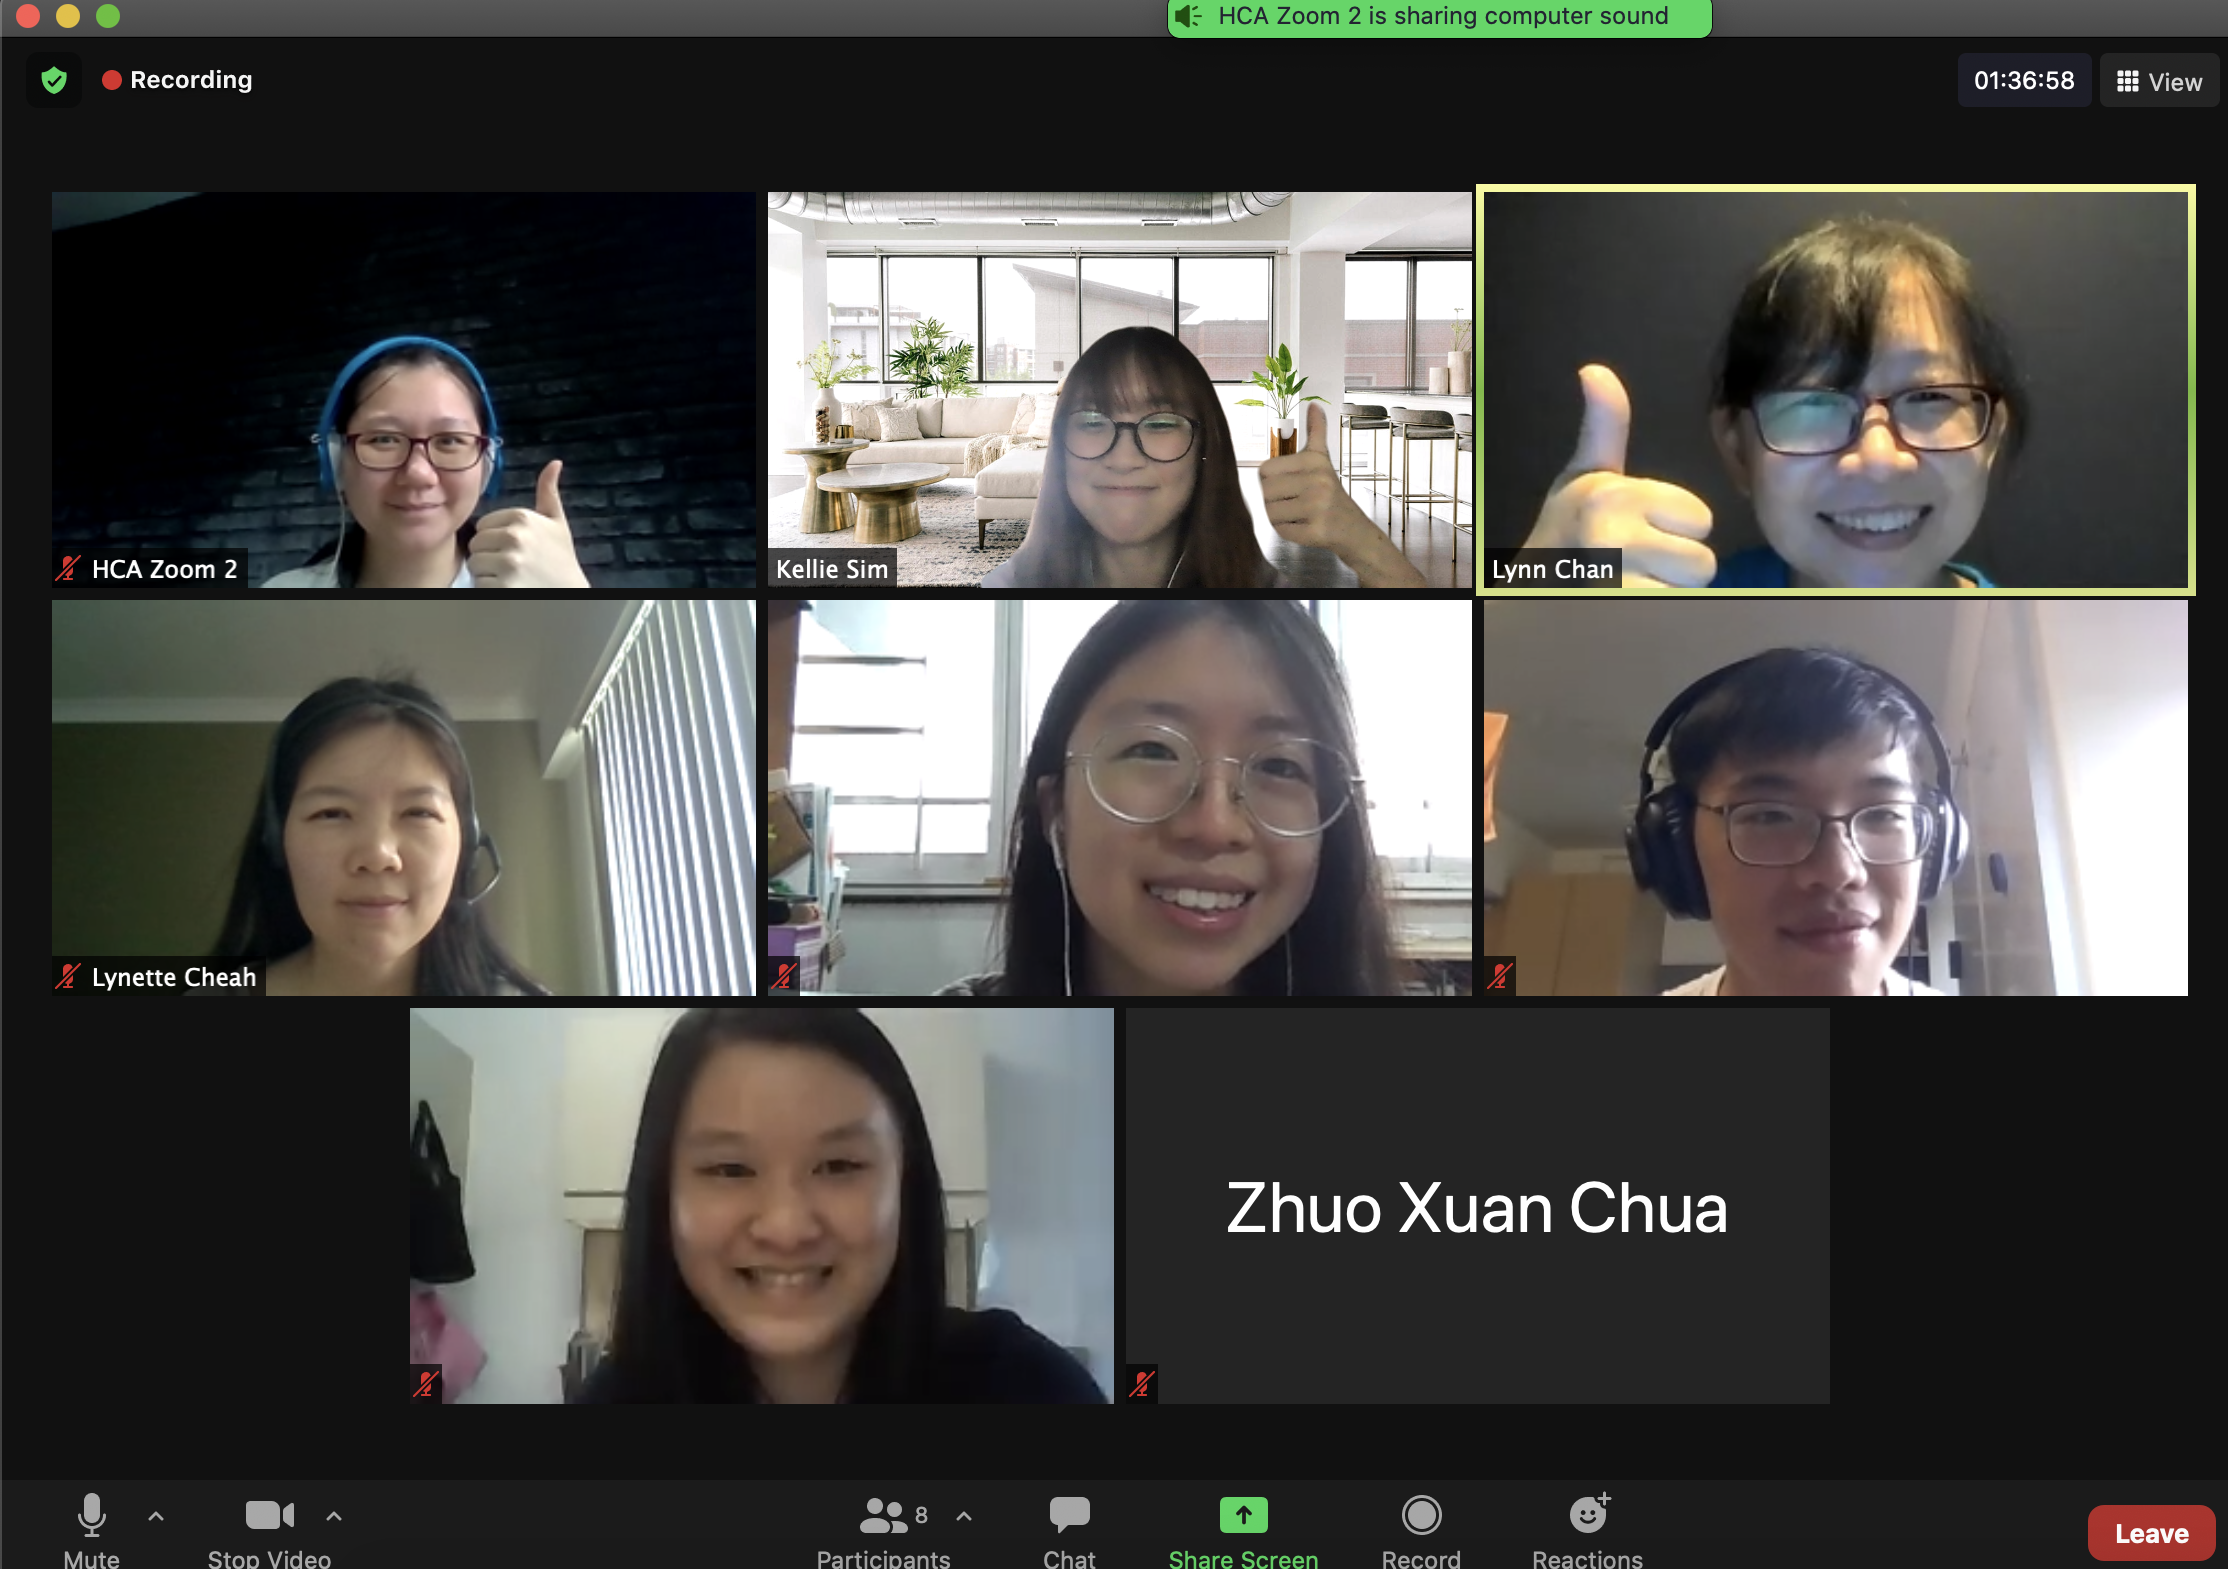 HCA Zoom 2 is sharing computer sound
Recording
01:36:58
View
HCA Zoom 2
Kellie Sim
Lynn Chan
Lynette Cheah
Zhuo Xuan Chua
8
Mute
Stop Video
Participants
Chat
Share Screen
Record
Reactions
Leave